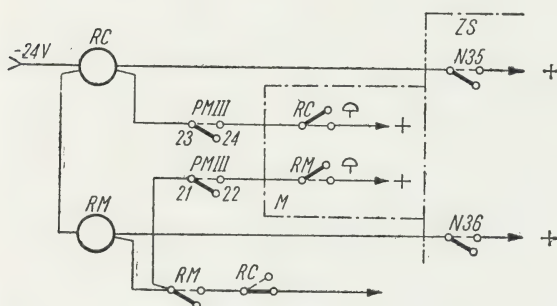 ZS
RC
-24V
N35
+
PMIII
RC
23 24
+
PMIII
RM
21 22
+
M
RM
N36
+
RM RC